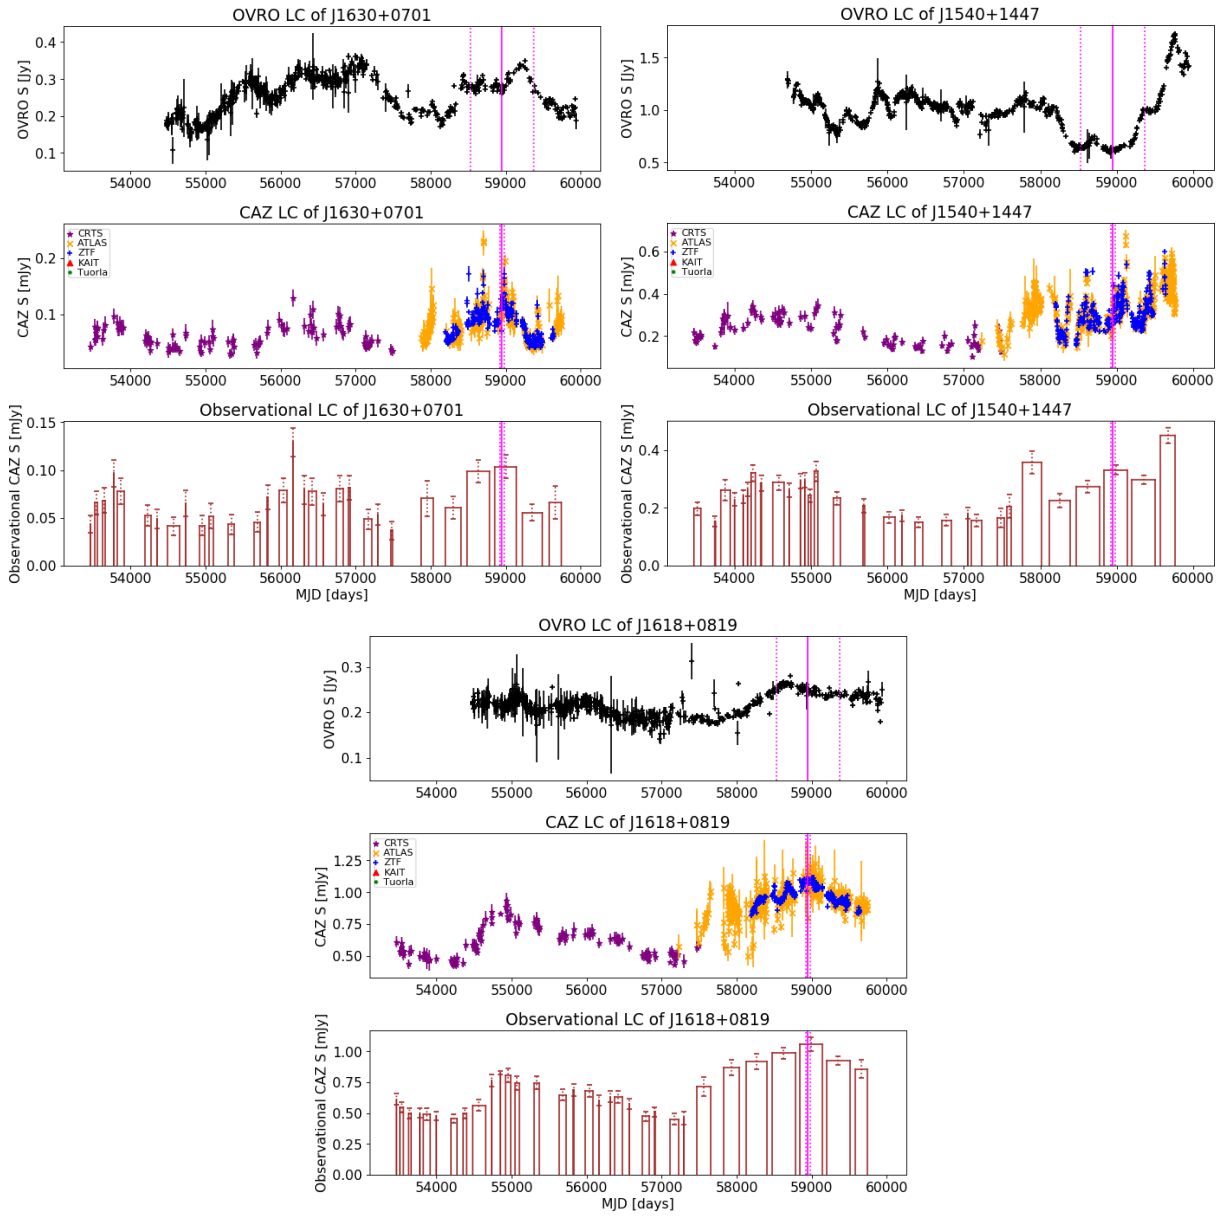 OVRO LC of J1630+0701
OVRO S [Jy]
0.4
0.3
0.2
0.1
54000 55000 56000 57000 58000 59000 60000
CAZ LC of J1630+0701
CAZ S [mJy]
0.2
0.1
CRTS
ATLAS
ZTF
KAIT
Tuorla
54000 55000 56000 57000 58000 59000 60000
Observational LC of J1630+0701
Observational CAZ S [mJy]
0.15
0.10
0.05
0.00
54000 55000 56000 57000 58000 59000 60000
MJD [days]
OVRO LC of J1540+1447
OVRO S [Jy]
1.5
1.0
0.5
54000 55000 56000 57000 58000 59000 60000
CAZ LC of J1540+1447
CAZ S [mJy]
0.6
0.4
0.2
CRTS
ATLAS
ZTF
KAIT
Tuorla
54000 55000 56000 57000 58000 59000 60000
Observational LC of J1540+1447
Observational CAZ S [mJy]
0.4
0.2
0.0
54000 55000 56000 57000 58000 59000 60000
MJD [days]
OVRO LC of J1618+0819
OVRO S [Jy]
0.3
0.2
0.1
54000 55000 56000 57000 58000 59000 60000
CAZ LC of J1618+0819
CAZ S [mJy]
1.25
1.00
0.75
0.50
CRTS
ATLAS
ZTF
KAIT
Tuorla
54000 55000 56000 57000 58000 59000 60000
Observational LC of J1618+0819
Observational CAZ S [mJy]
1.00
0.75
0.50
0.25
0.00
54000 55000 56000 57000 58000 59000 60000
MJD [days]